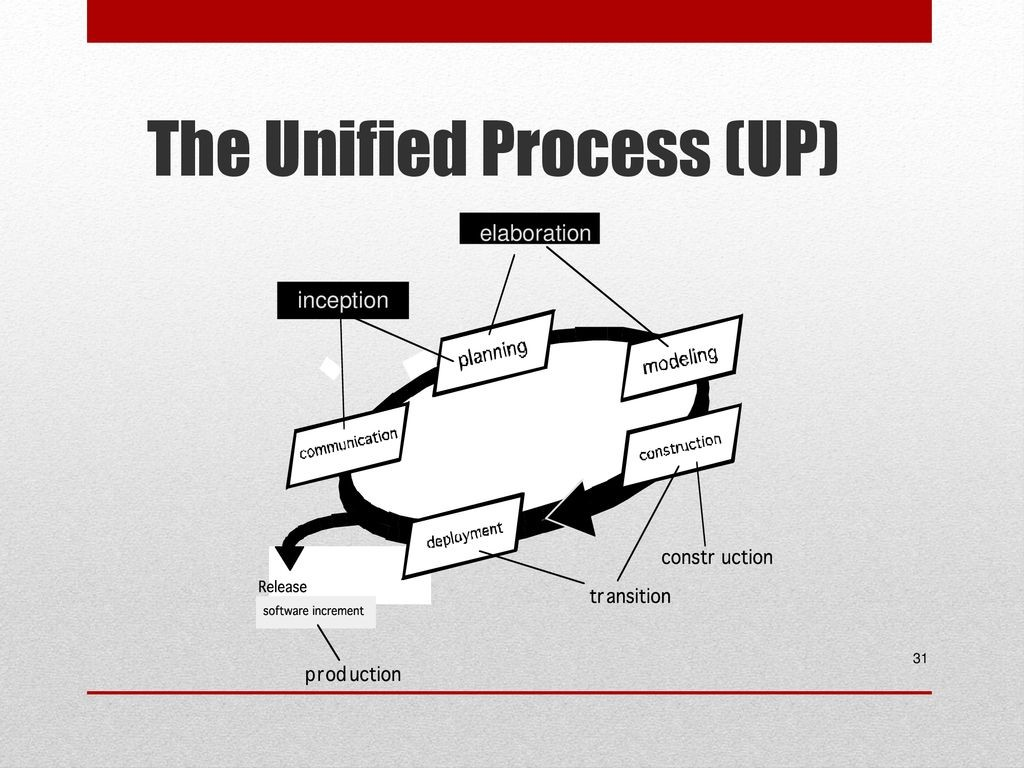 The Unified Process (UP)
elaboration
inception
planning
modeling
communication
construction
deployment
constr uction
transition
Release
software increment
production
31